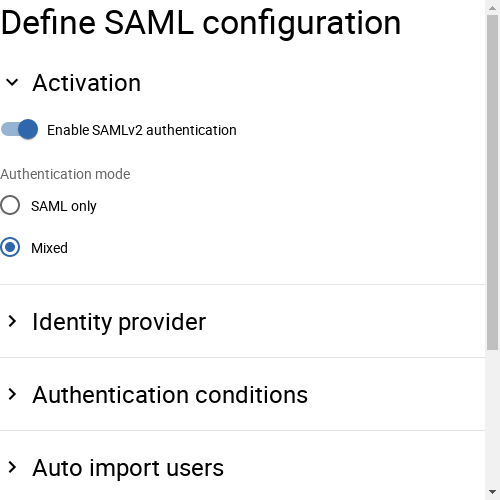 Define SAML configuration
Activation
Enable SAMLv2 authentication
Authentication mode
SAML only
Mixed
Identity provider
Authentication conditions
Auto import users